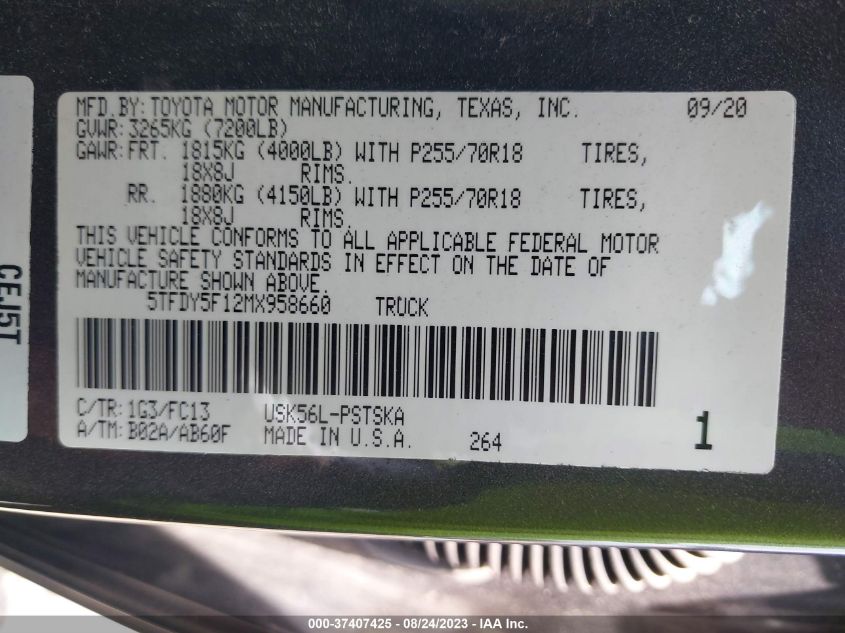 MFD.BY:TOYOTA MOTOR MANUFACTURING, TEXAS, INC. 09/20
GVWR:3265KG (7200LB)
GAWR:FRT. 1815KG (4000LB) WITH P255/70R18 TIRES,
18X8J RIMS.
RR. 1880KG (4150LB) WITH P255/70R18 TIRES,
18X8J RIMS.
THIS VEHICLE CONFORMS TO ALL APPLICABLE FEDERAL MOTOR
VEHICLE SAFETY STANDARDS IN EFFECT ON THE DATE OF
MANUFACTURE SHOWN ABOVE.
5TFDY5F12MX958660 TRUCK
C/TR:1G3/FC13 USK56L-PSTSKA
A/TM:B02A/AB60F MADE IN U.S.A. 264 1
CEJ5T
000-37407425 - 08/24/2023 - IAA Inc.